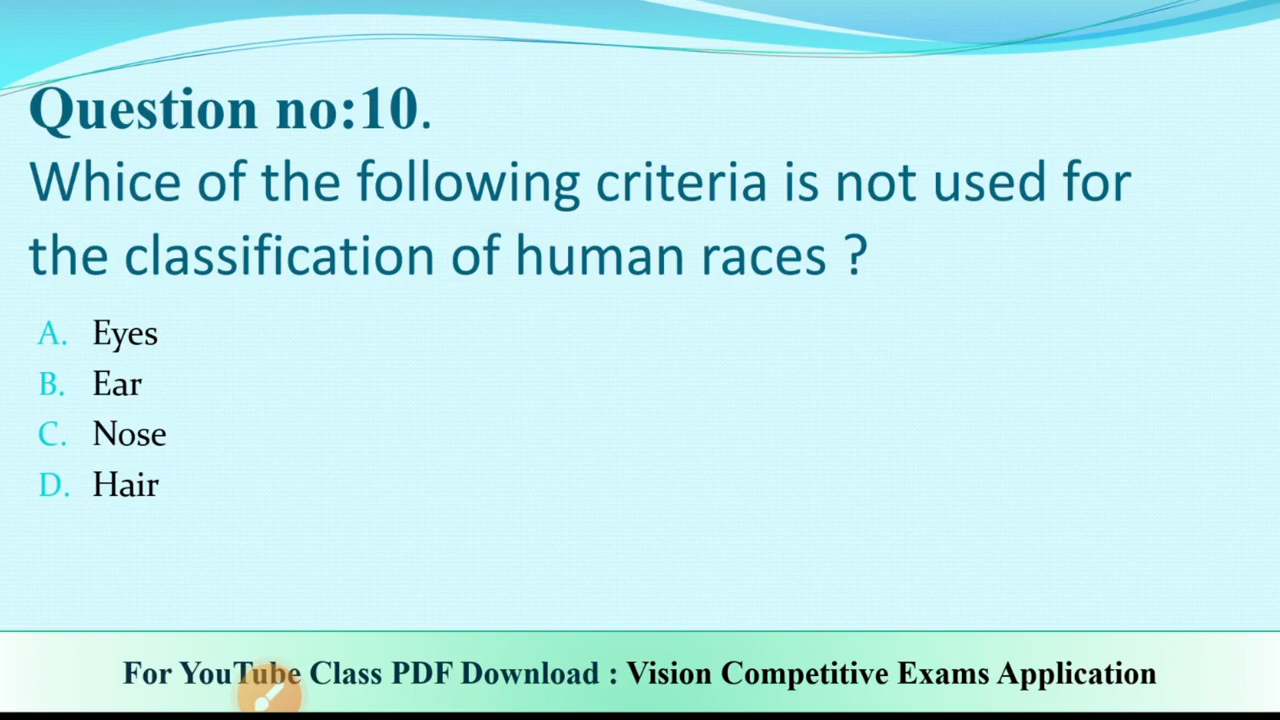 Question no:10.
Whice of the following criteria is not used for
the classification of human races ?
A. Eyes
B. Ear
C. Nose
D. Hair
For YouTube Class PDF Download : Vision Competitive Exams Application